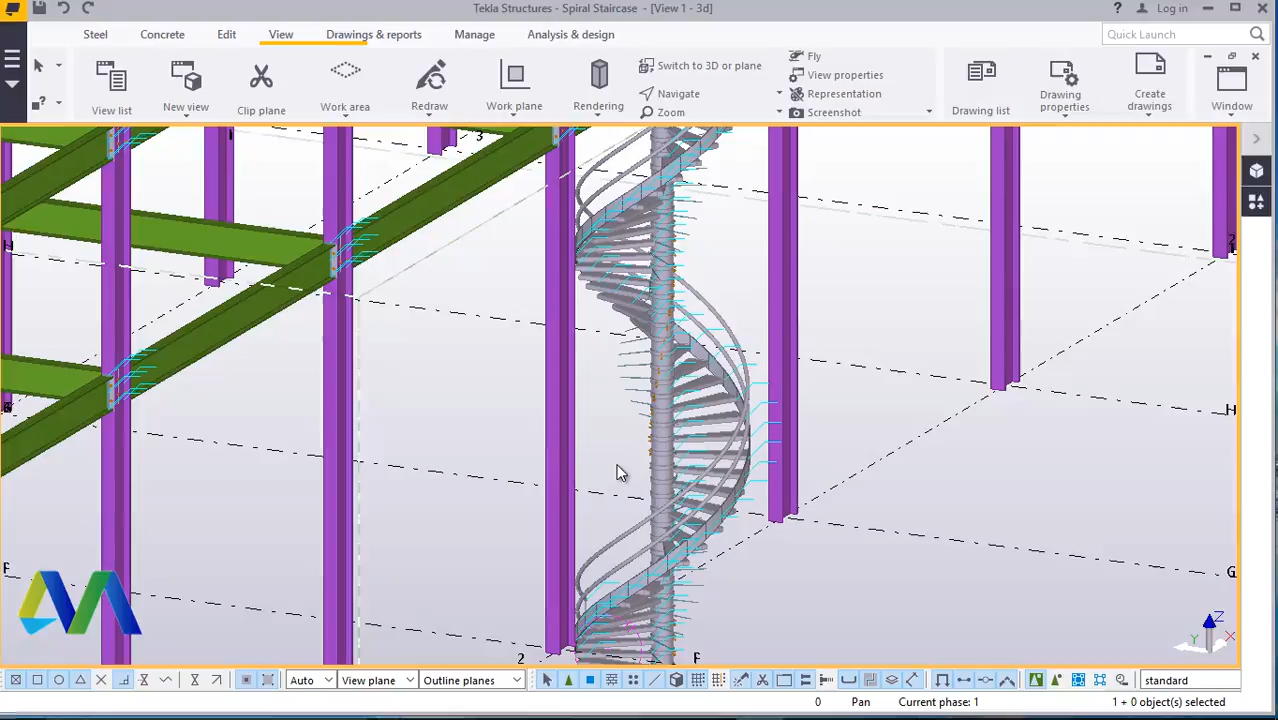 Tekla Structures - Spiral Staircase - [View 1 - 3d]
? Log in
Steel Concrete Edit View Drawings & reports Manage Analysis & design Quick Launch
Fly
Switch to 3D or plane View properties
Navigate Representation
Zoom Screenshot
View list New view Clip plane Work area Redraw Work plane Rendering Drawing list Drawing properties Create drawings Window
1
3
H
2
H
F
G
2
F
Z
Y
X
Auto View plane Outline planes standard
0 Pan Current phase: 1 1 + 0 object(s) selected